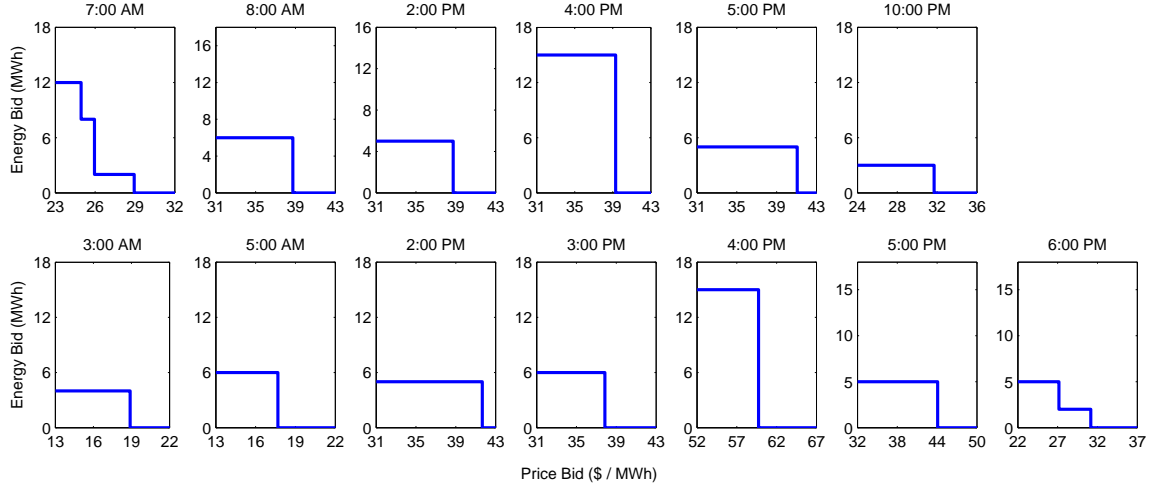 7:00 AM 8:00 AM 2:00 PM 4:00 PM 5:00 PM 10:00 PM
Energy Bid (MWh)
18 12 6 0
23 26 29 32
16 12 8 4 0
31 35 39 43
16 12 8 4 0
31 35 39 43
18 12 6 0
31 35 39 43
18 12 6 0
31 35 39 43
18 12 6 0
24 28 32 36
3:00 AM 5:00 AM 2:00 PM 3:00 PM 4:00 PM 5:00 PM 6:00 PM
Energy Bid (MWh)
18 12 6 0
13 16 19 22
18 12 6 0
13 16 19 22
18 12 6 0
31 35 39 43
18 12 6 0
31 35 39 43
18 12 6 0
52 57 62 67
15 10 5 0
32 38 44 50
15 10 5 0
22 27 32 37
Price Bid ($ / MWh)